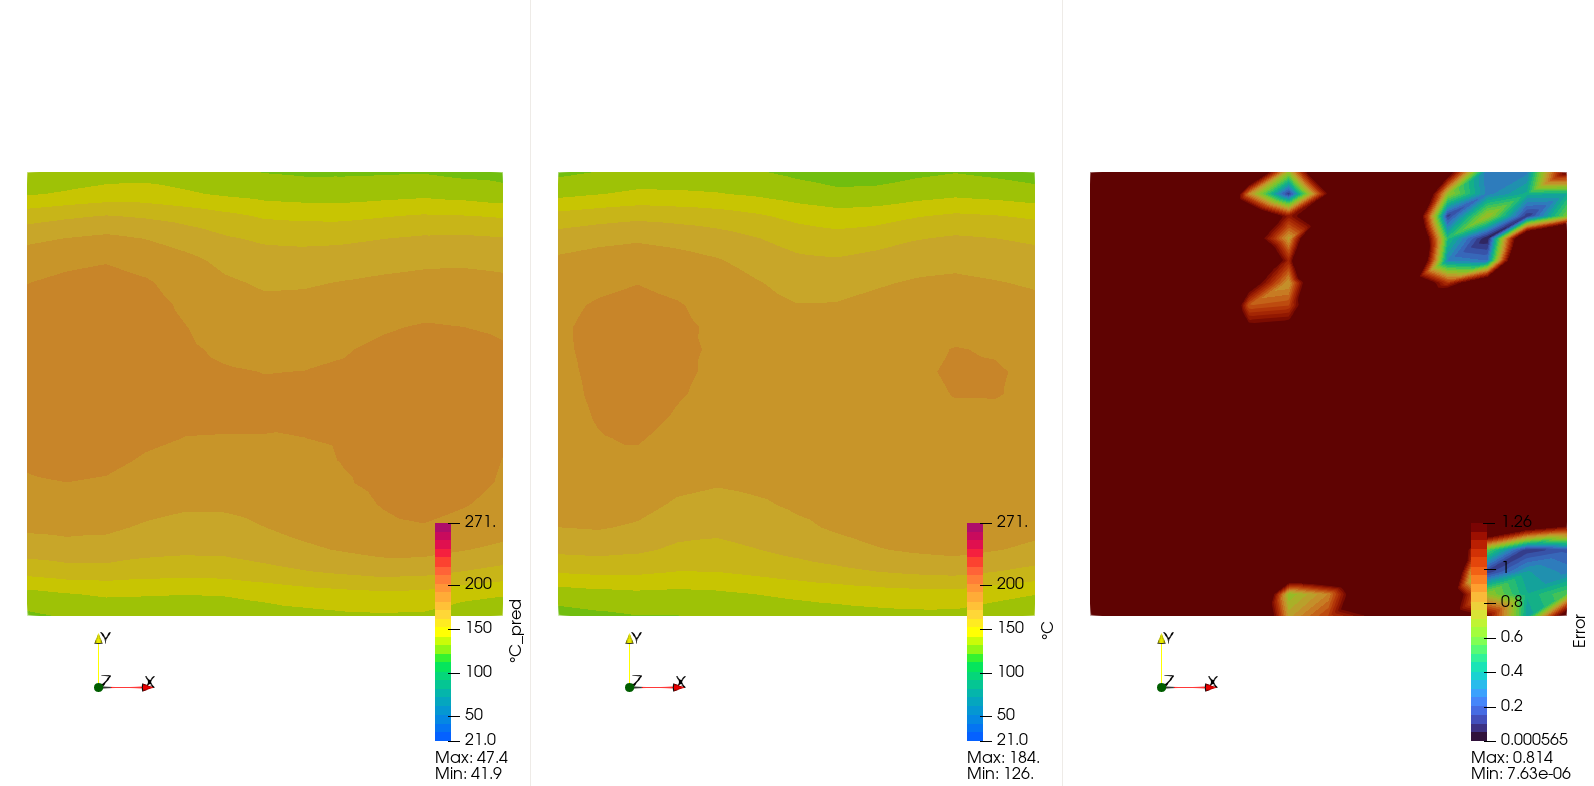 271.
200
150
100
50
21.0
°C_pred
Max: 47.4
Min: 41.9
Y
Z
X
271.
200
150
100
50
21.0
°C
Max: 184.
Min: 126.
Y
Z
X
1.26
1
0.8
0.6
0.4
0.2
0.000565
Error
Max: 0.814
Min: 7.63e-06
Y
Z
X